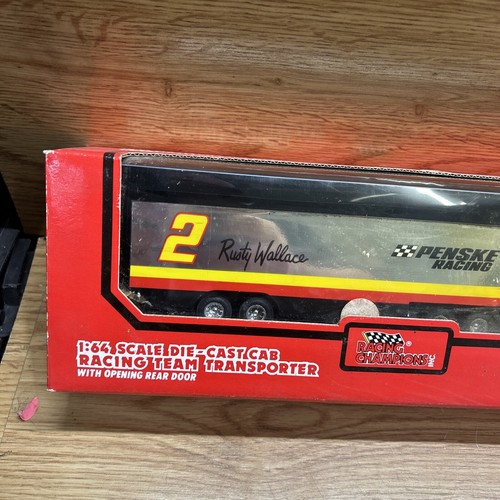 2 Rusty Wallace
PENSKE
RACING
1:64 SCALE DIE-CAST CAB
RACING TEAM TRANSPORTER
WITH OPENING REAR DOOR
RACING
CHAMPIONS INC.
®